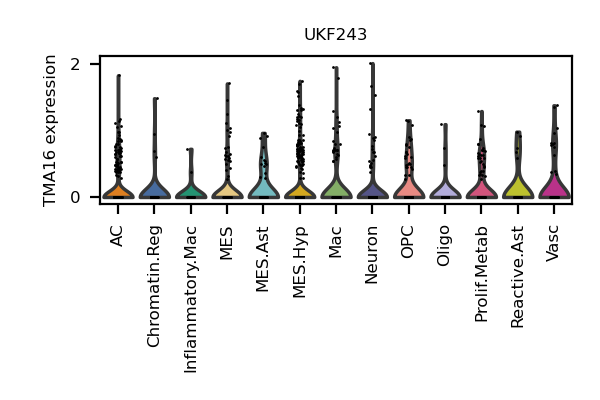 UKF243
TMA16 expression
2
0
AC
Chromatin.Reg
Inflammatory.Mac
MES
MES.Ast
MES.Hyp
Mac
Neuron
OPC
Oligo
Prolif.Metab
Reactive.Ast
Vasc